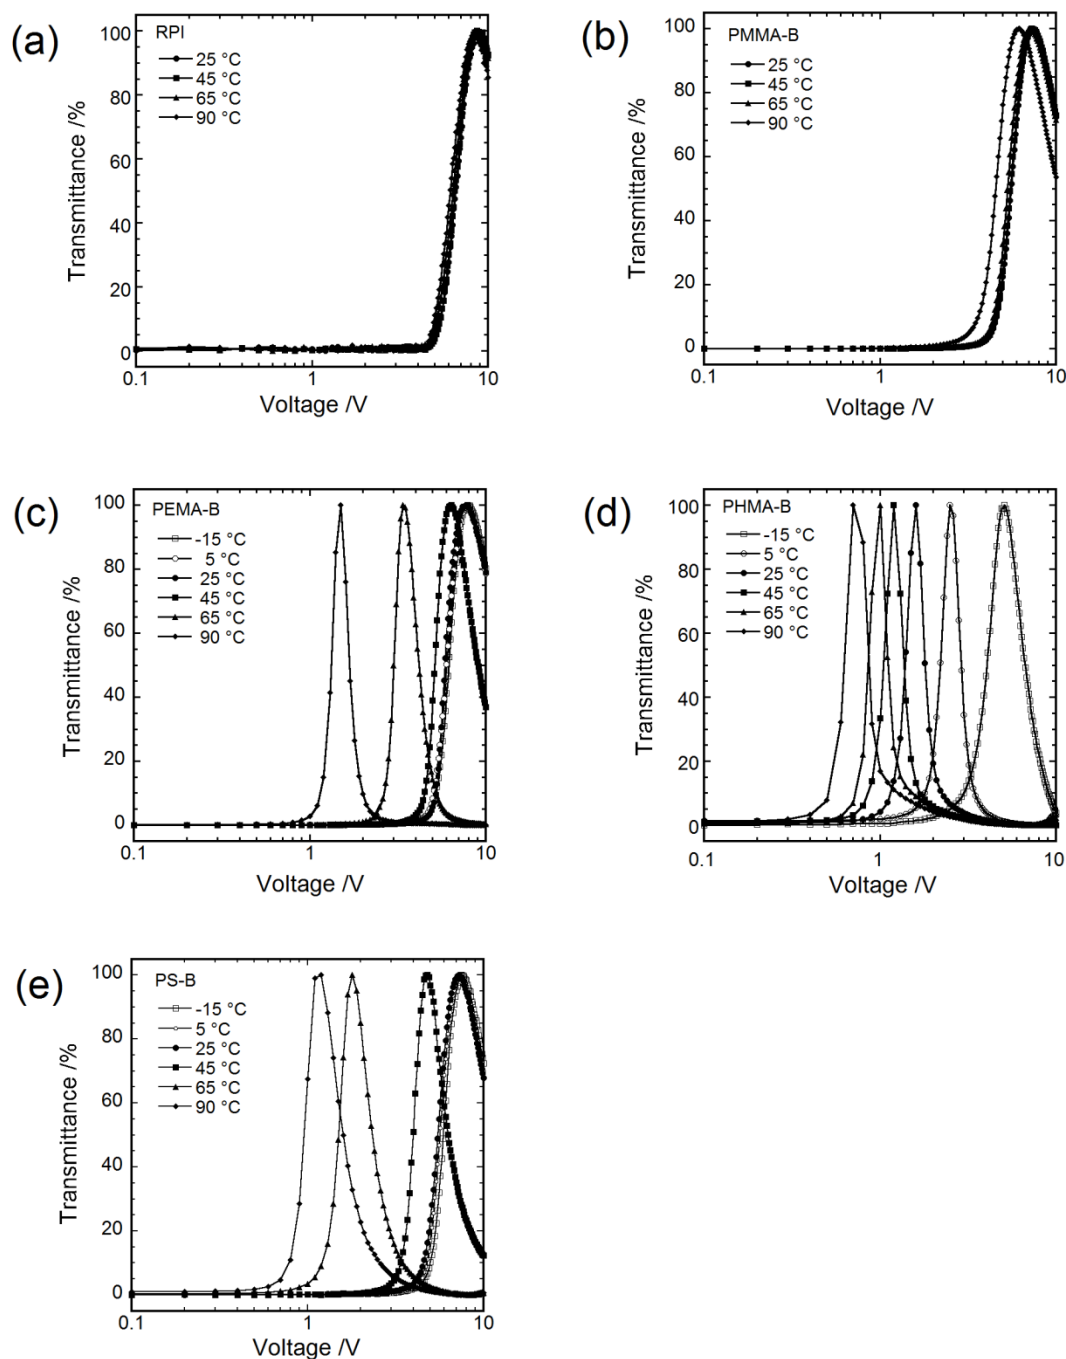 (a)
RPI
25 °C
45 °C
65 °C
90 °C
100
80
60
40
20
0
0.1
1
10
Transmittance /%
Voltage /V
(b)
PMMA-B
25 °C
45 °C
65 °C
90 °C
100
80
60
40
20
0
0.1
1
10
Transmittance /%
Voltage /V
(c)
PEMA-B
-15 °C
5 °C
25 °C
45 °C
65 °C
90 °C
100
80
60
40
20
0
0.1
1
10
Transmittance /%
Voltage /V
(d)
PHMA-B
-15 °C
5 °C
25 °C
45 °C
65 °C
90 °C
100
80
60
40
20
0
0.1
1
10
Transmittance /%
Voltage /V
(e)
PS-B
-15 °C
5 °C
25 °C
45 °C
65 °C
90 °C
100
80
60
40
20
0
0.1
1
10
Transmittance /%
Voltage /V